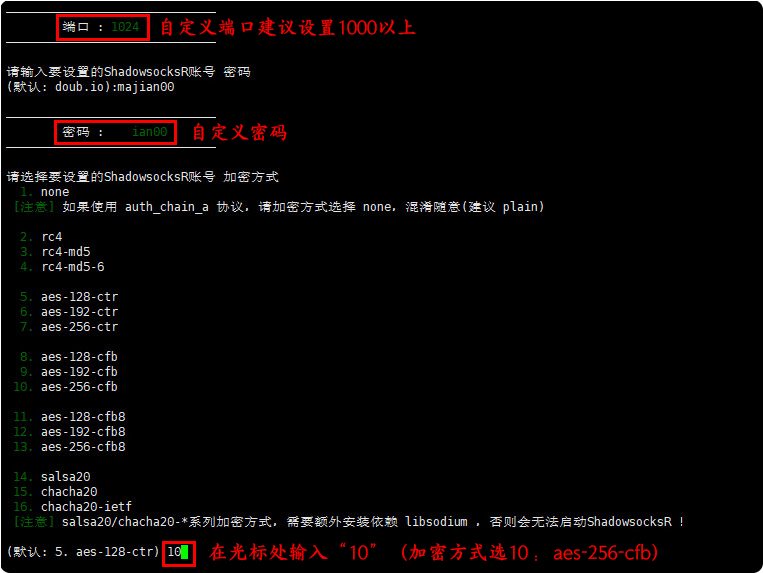 端口 : 1024 自定义端口建议设置1000以上
请输入要设置的ShadowsocksR账号 密码
(默认: doub.io):majian00
密码 : ian00 自定义密码
请选择要设置的ShadowsocksR账号 加密方式
1. none
[注意] 如果使用 auth_chain_a 协议，请加密方式选择 none，混淆随意(建议 plain)
2. rc4
3. rc4-md5
4. rc4-md5-6
5. aes-128-ctr
6. aes-192-ctr
7. aes-256-ctr
8. aes-128-cfb
9. aes-192-cfb
10. aes-256-cfb
11. aes-128-cfb8
12. aes-192-cfb8
13. aes-256-cfb8
14. salsa20
15. chacha20
16. chacha20-ietf
[注意] salsa20/chacha20-*系列加密方式，需要额外安装依赖 libsodium ，否则会无法启动ShadowsocksR !
(默认: 5. aes-128-ctr) 10 在光标处输入“10”（加密方式选10：aes-256-cfb）